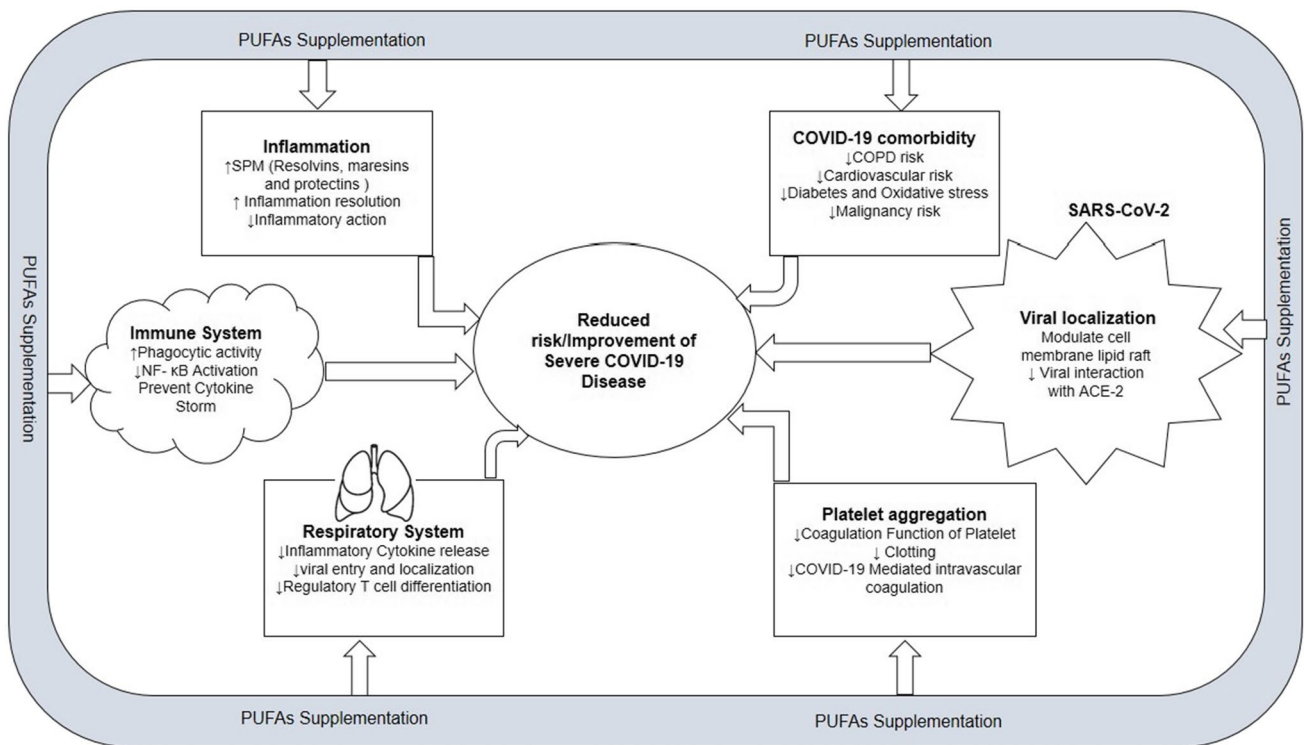 PUFAs Supplementation
PUFAs Supplementation
PUFAs Supplementation
PUFAs Supplementation
Inflammation
↑SPM (Resolvins, maresins
and protectins )
↑ Inflammation resolution
↓Inflammatory action
COVID-19 comorbidity
↓COPD risk
↓Cardiovascular risk
↓Diabetes and Oxidative stress
↓Malignancy risk
Immune System
↑Phagocytic activity
↓NF- κB Activation
Prevent Cytokine
Storm
Reduced
risk/Improvement of
Severe COVID-19
Disease
SARS-CoV-2
Viral localization
Modulate cell
membrane lipid raft
↓ Viral interaction
with ACE-2
Respiratory System
↓Inflammatory Cytokine release
↓viral entry and localization
↓Regulatory T cell differentiation
Platelet aggregation
↓Coagulation Function of Platelet
↓ Clotting
↓COVID-19 Mediated intravascular
coagulation
PUFAs Supplementation
PUFAs Supplementation